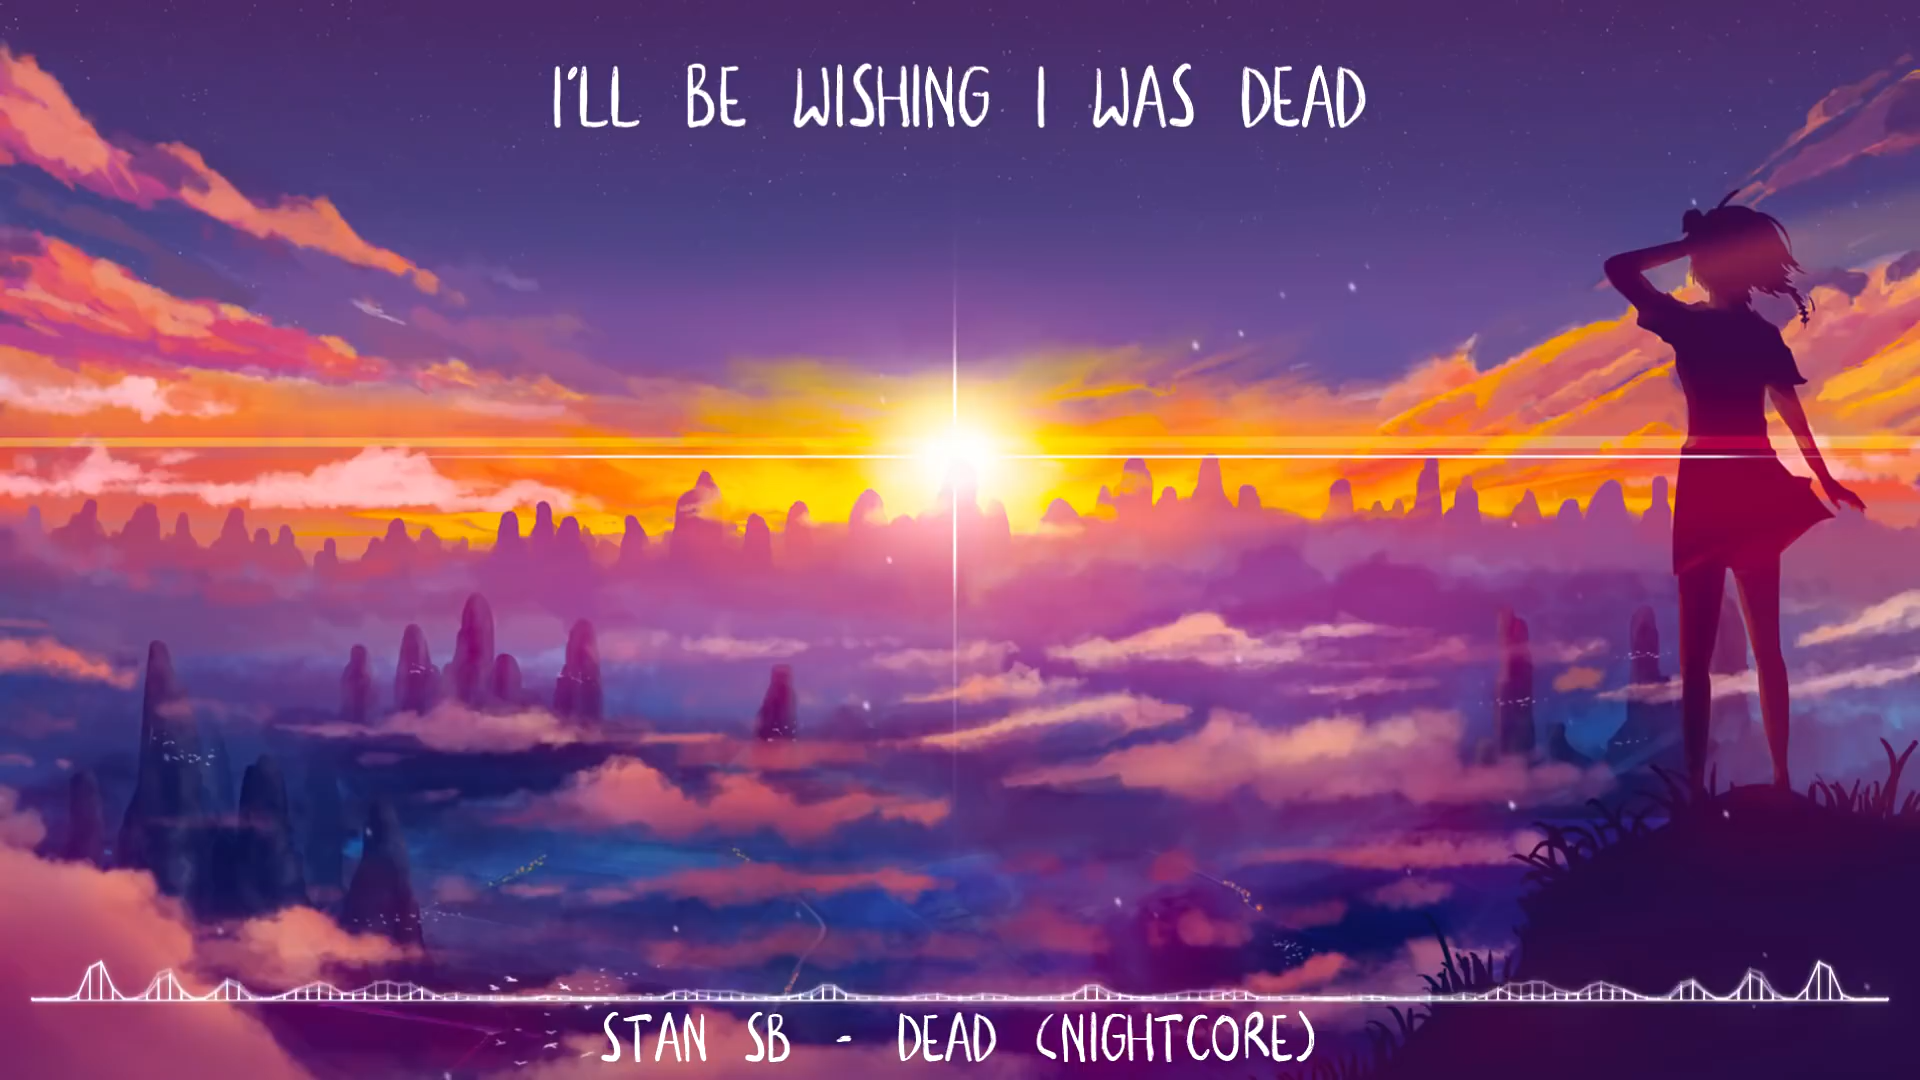 I'LL BE WISHING I WAS DEAD
STAN SB - DEAD (NIGHTCORE)